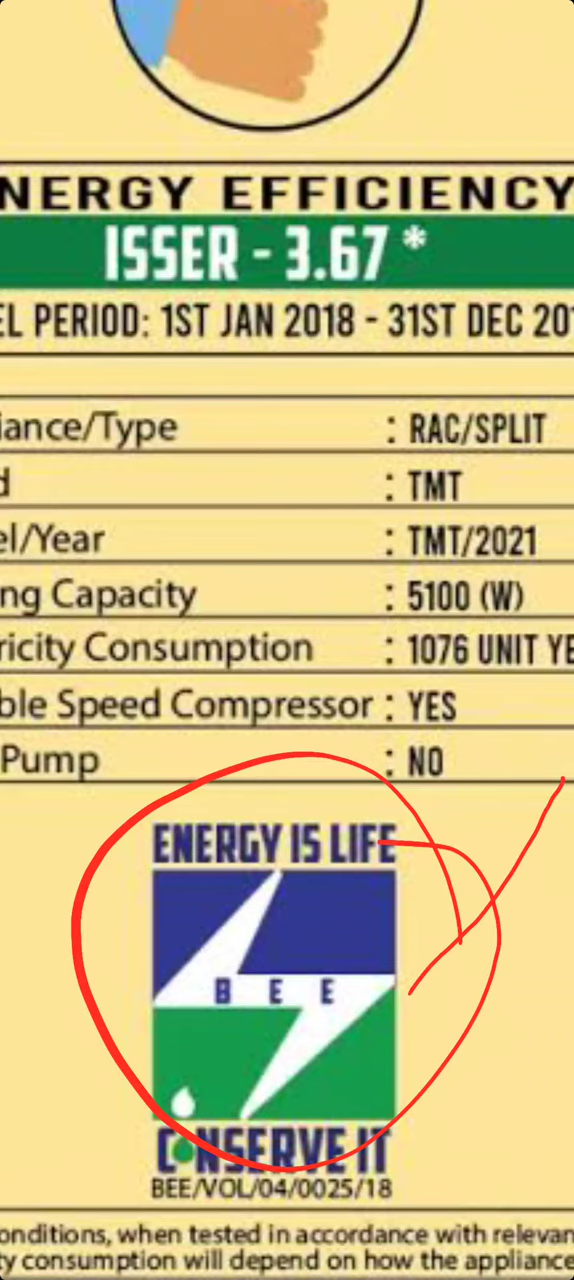 NERGY EFFICIENCY
ISSER - 3.67 *
EL PERIOD: 1ST JAN 2018 - 31ST DEC 201
iance/Type : RAC/SPLIT
d : TMT
el/Year : TMT/2021
ng Capacity : 5100 (W)
ricity Consumption : 1076 UNIT YE
ble Speed Compressor : YES
Pump : NO
ENERGY IS LIFE
BEE
CONSERVE IT
BEE/VOL/04/0025/18
onditions, when tested in accordance with relevan
ty consumption will depend on how the appliance